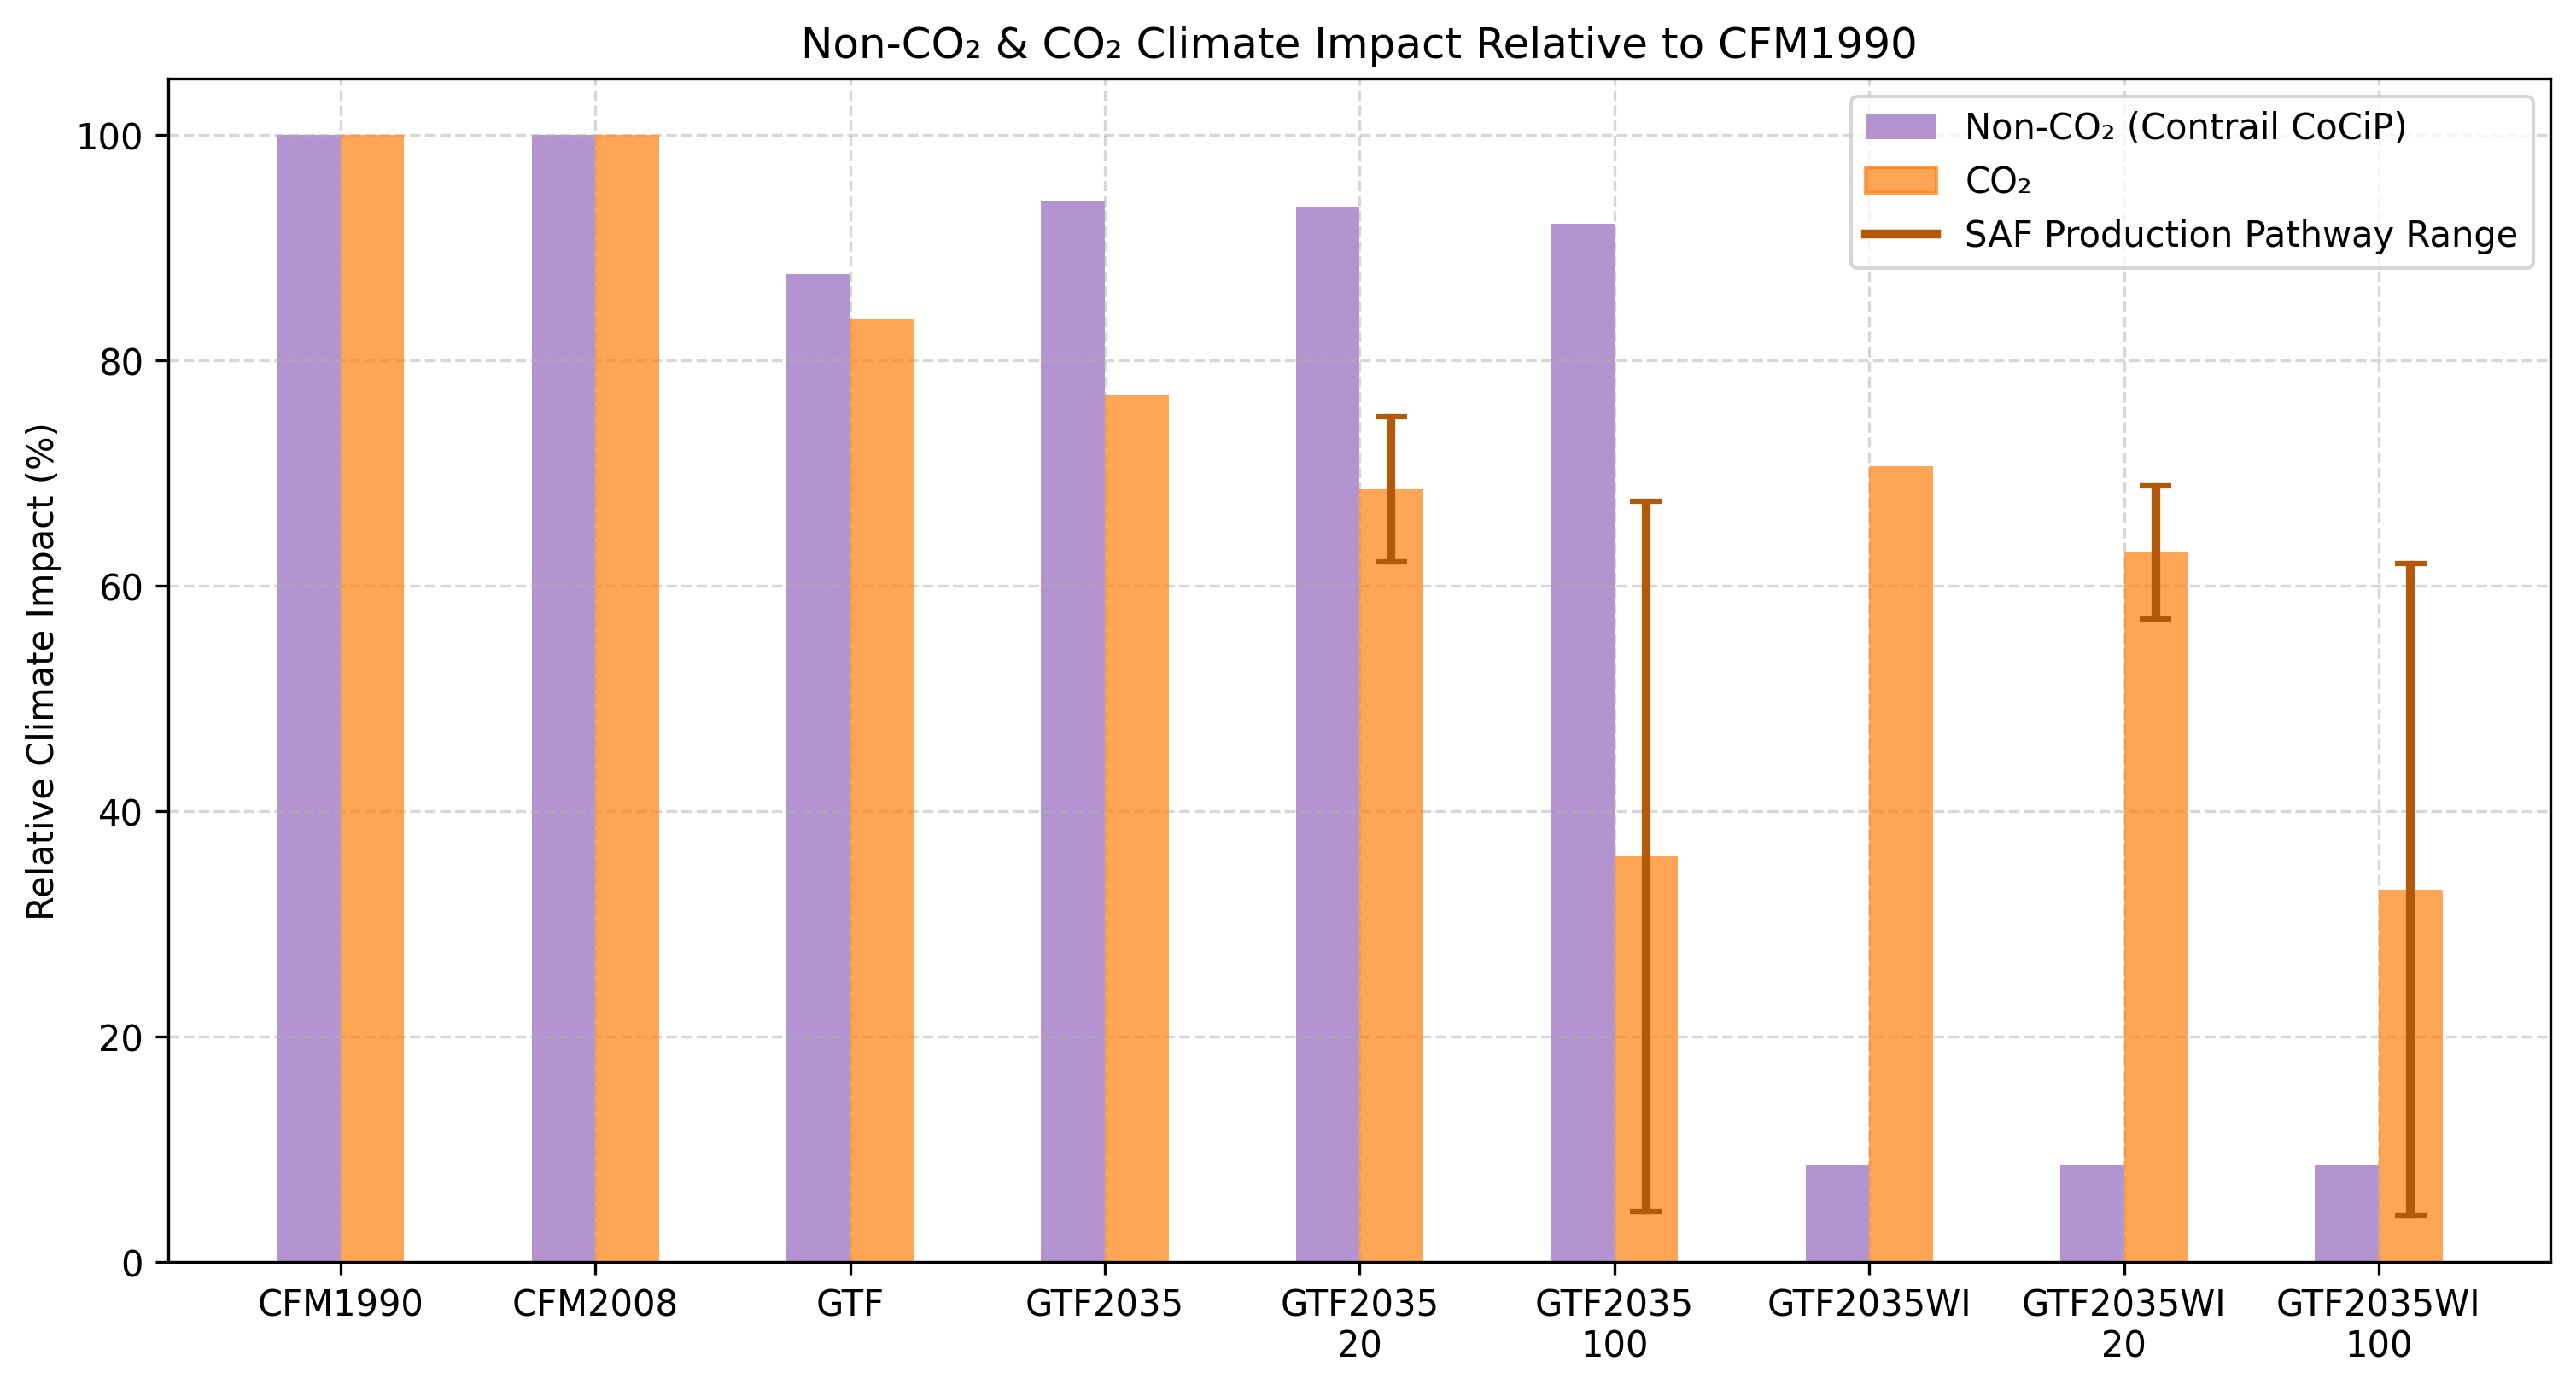 Non-CO₂ & CO₂ Climate Impact Relative to CFM1990
Non-CO₂ (Contrail CoCiP)
CO₂
SAF Production Pathway Range
Relative Climate Impact (%)
100
80
60
40
20
0
CFM1990
CFM2008
GTF
GTF2035
GTF2035
20
GTF2035
100
GTF2035WI
GTF2035WI
20
GTF2035WI
100